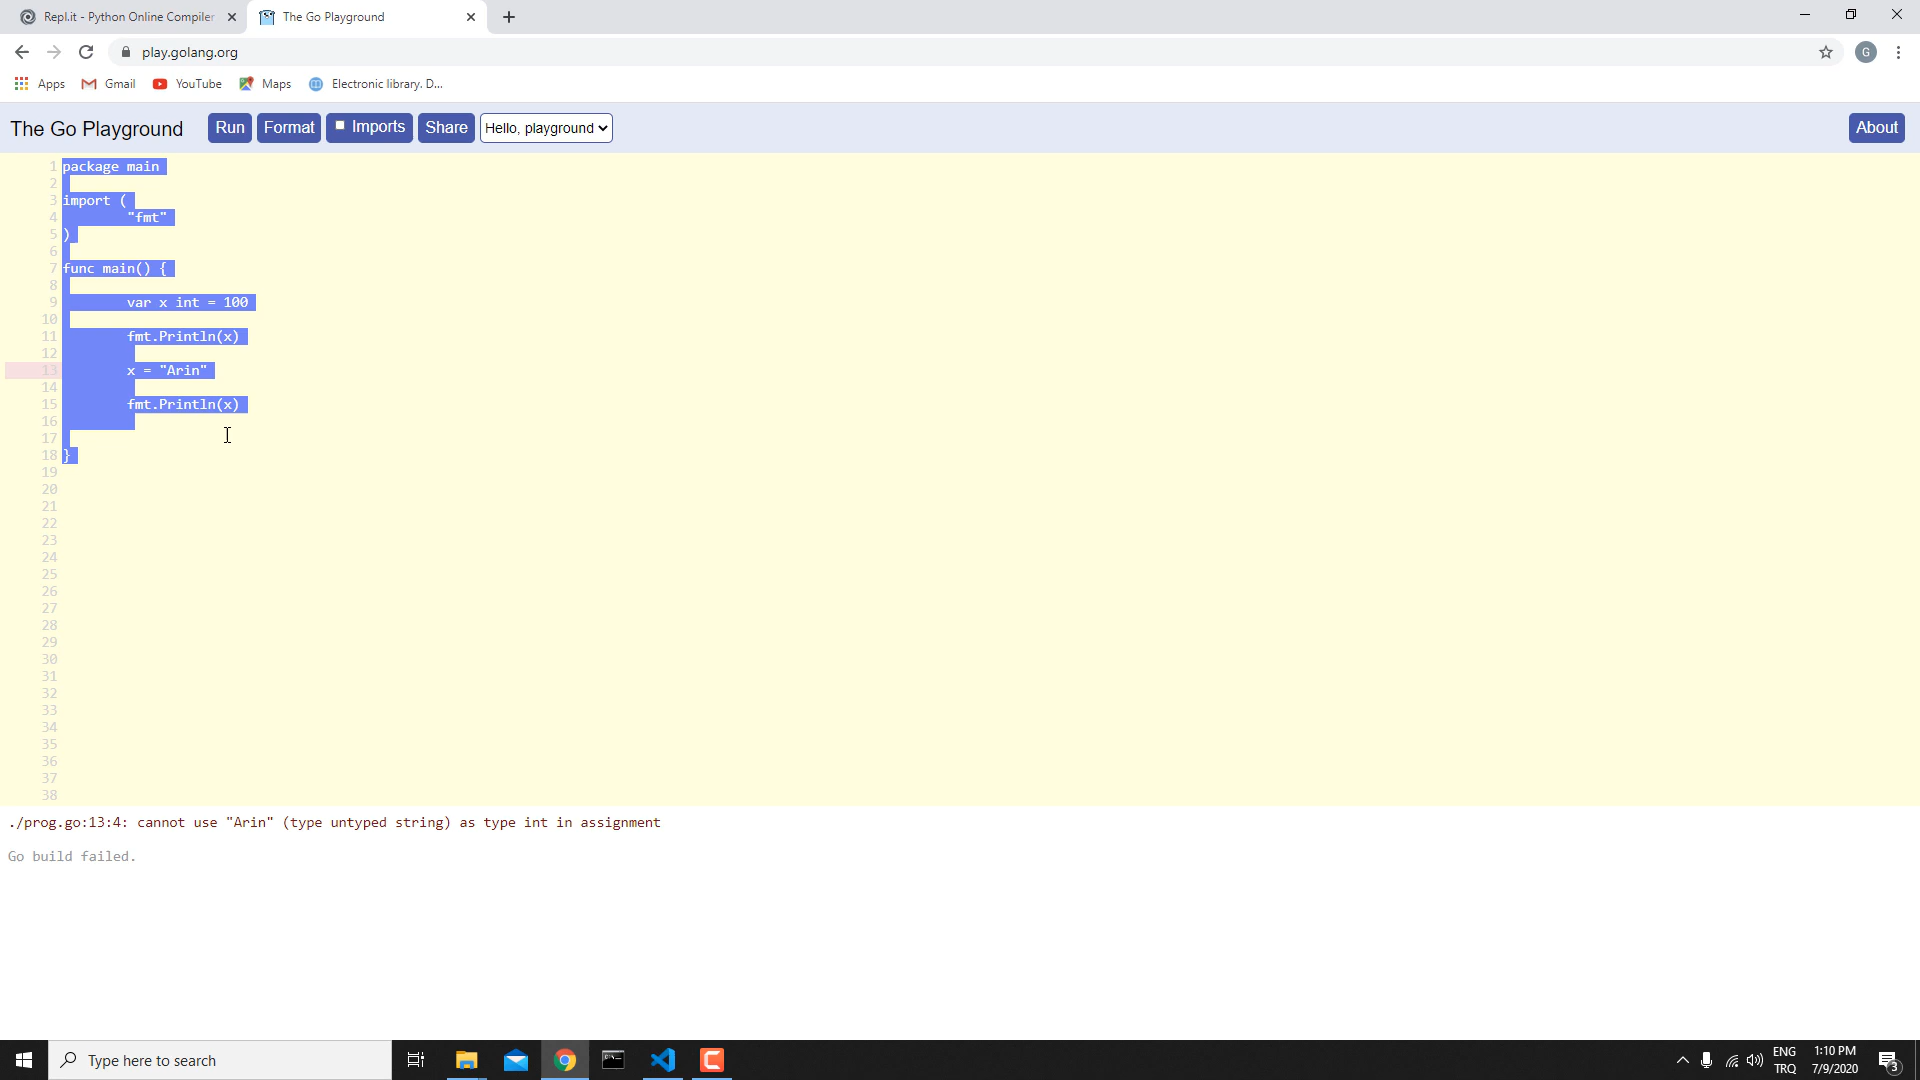 Repl.it - Python Online Compiler
The Go Playground
play.golang.org
G
Apps
Gmail
YouTube
Maps
Electronic library. D...
The Go Playground
Run
Format
Imports
Share
Hello, playground
About
1 package main
2
3 import (
4 "fmt"
5 )
6
7 func main() {
8
9 var x int = 100
10
11 fmt.Println(x)
12
13 x = "Arin"
14
15 fmt.Println(x)
16
17
18 }
19
20
21
22
23
24
25
26
27
28
29
30
31
32
33
34
35
36
37
38
./prog.go:13:4: cannot use "Arin" (type untyped string) as type int in assignment
Go build failed.
Type here to search
ENG
TRQ
1:10 PM
7/9/2020
3